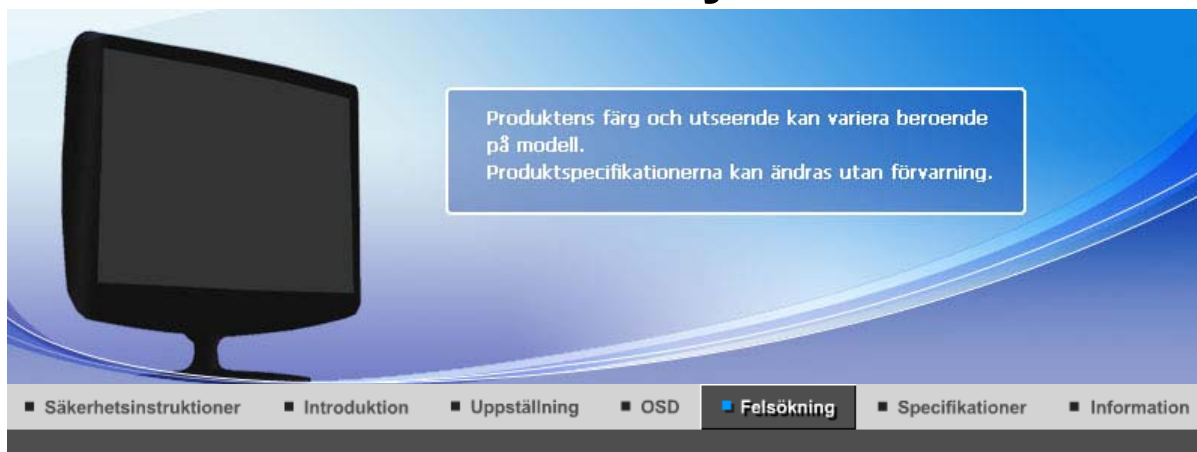 Produktens färg och utseende kan variera beroende
på modell.
Produktspecifikationerna kan ändras utan förvarning.
Säkerhetsinstruktioner Introduktion Uppställning OSD Felsökning Specifikationer Information